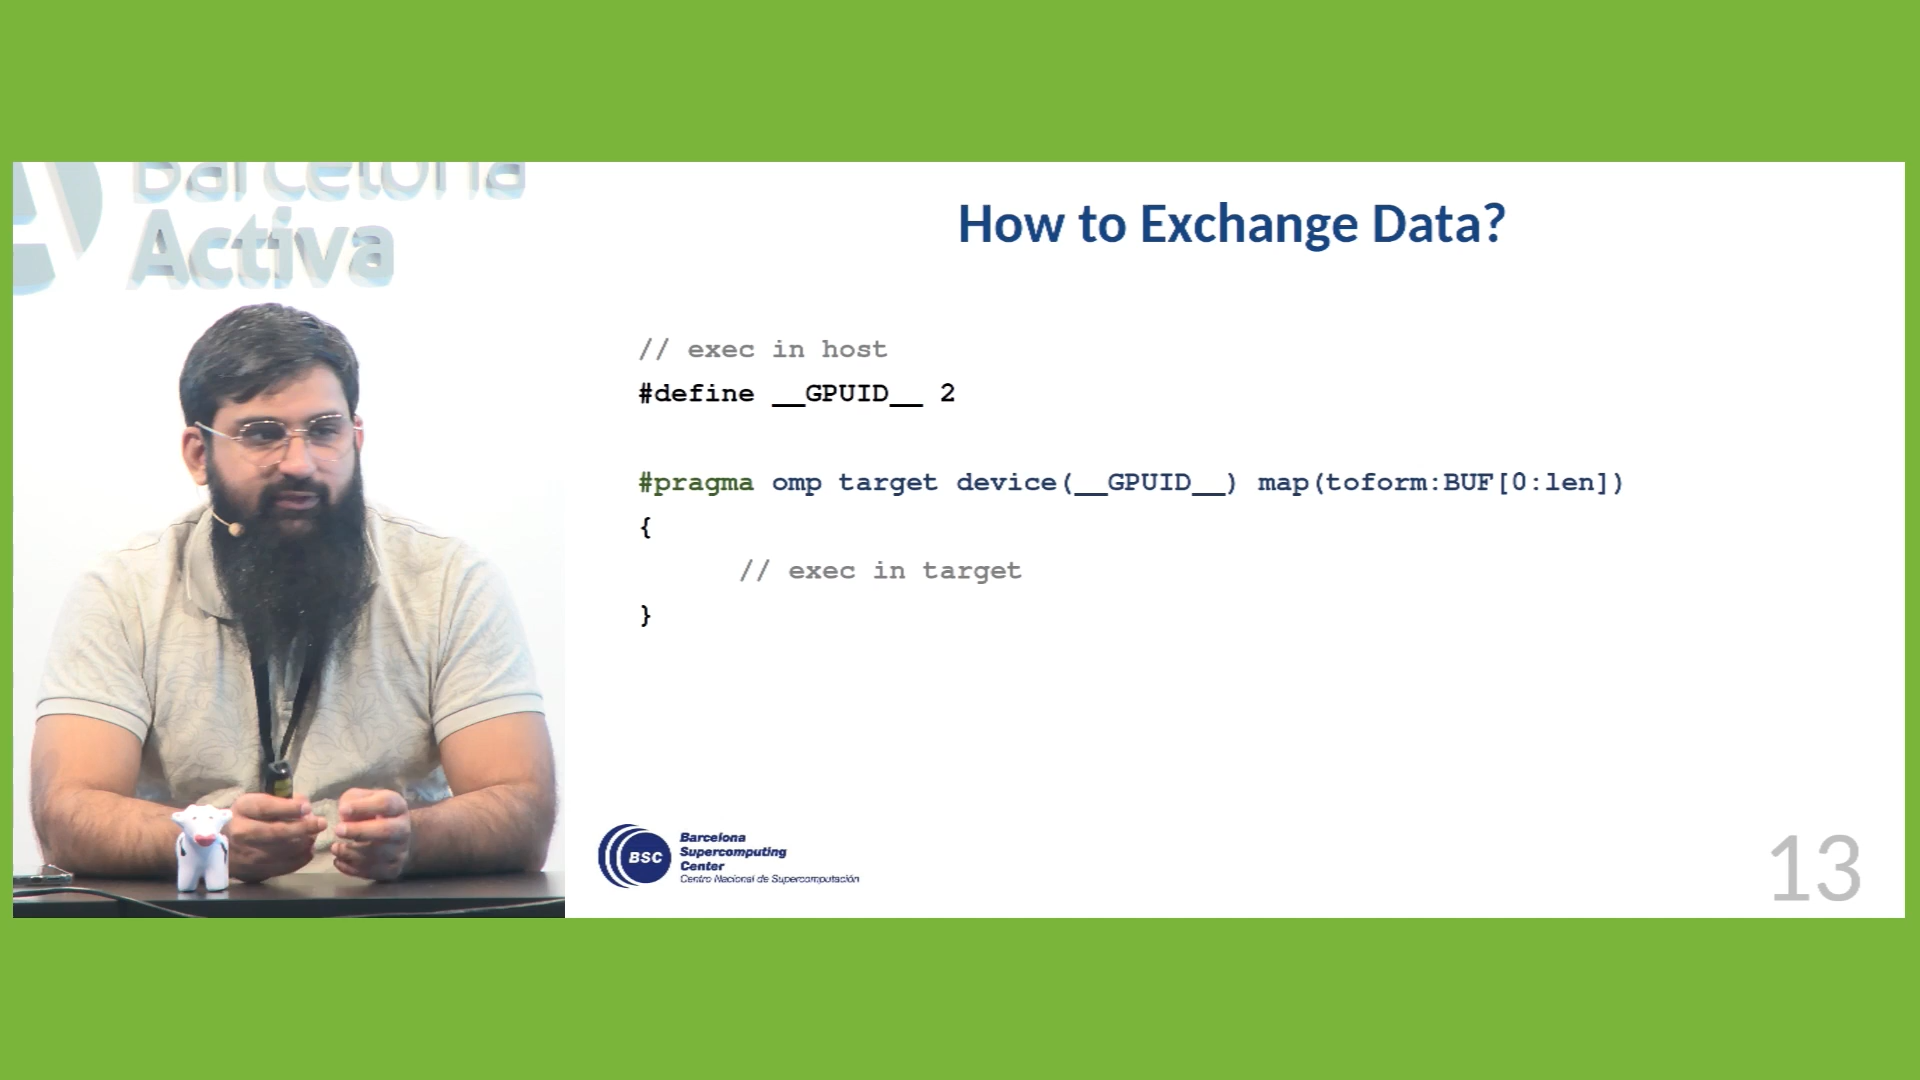 Barcelona
Activa
How to Exchange Data?
// exec in host
#define __GPUID__ 2
#pragma omp target device(__GPUID__) map(toform:BUF[0:len])
{
// exec in target
}
BSC
Barcelona
Supercomputing
Center
Centro Nacional de Supercomputación
13